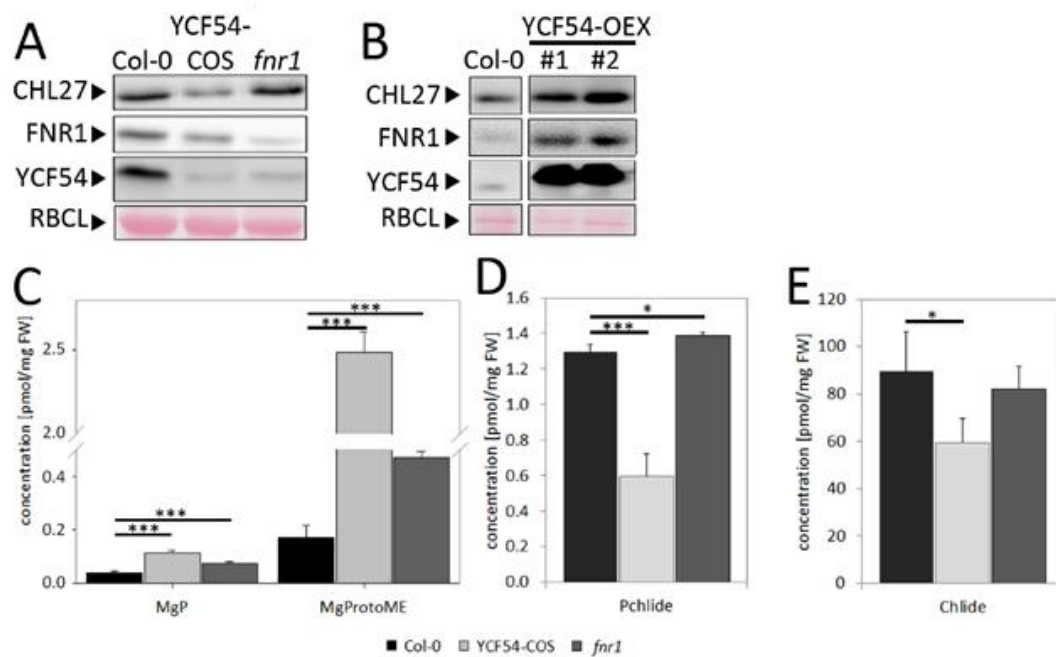 A
YCF54-
Col-0 COS fnr1
CHL27
FNR1
YCF54
RBCL
B
YCF54-OEX
Col-0 #1 #2
CHL27
FNR1
YCF54
RBCL
C
concentration [pmol/mg FW]
2.5
2.0
0.4
0.2
0.0
***
***
***
***
MgP MgProtoME
D
concentration [pmol/mg FW]
1.6
1.4
1.2
1.0
0.8
0.6
0.4
0.2
0.0
*
***
Pchlide
E
concentration [pmol/mg FW]
120
100
80
60
40
20
0
*
Chlide
Col-0 YCF54-COS fnr1